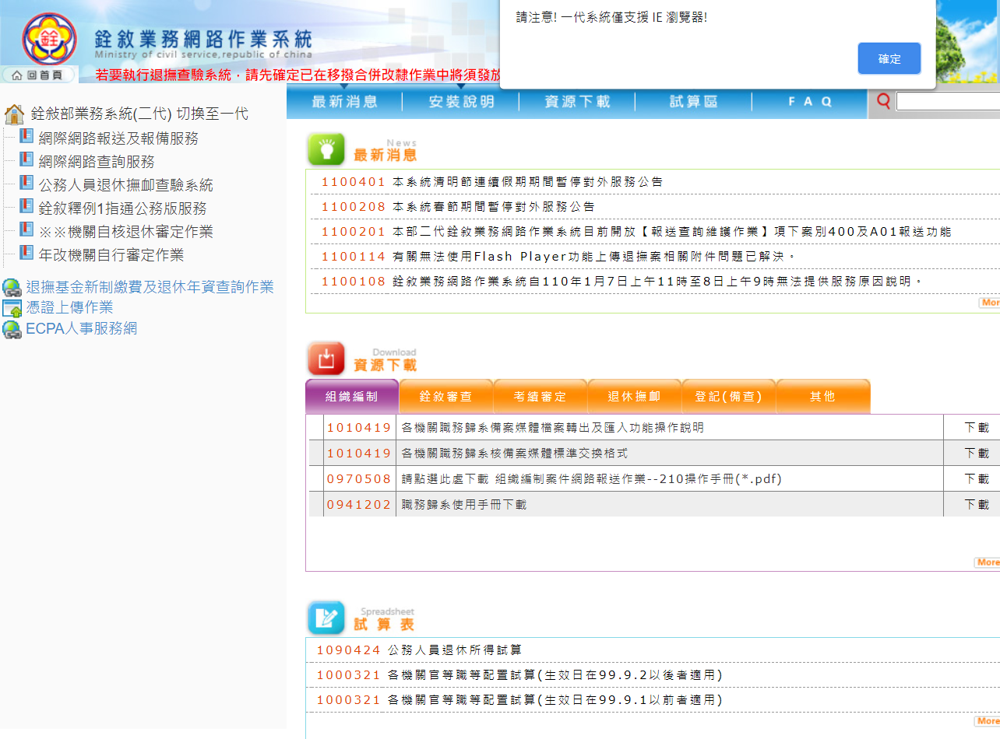 請注意! 一代系統僅支援 IE 瀏覽器!
確定
銓
銓敘業務網路作業系統
Ministry of civil service,republic of china
回首頁
若要執行退撫查驗系統，請先確定已在移撥合併改隸作業中將須發放
最新消息
安裝說明
資源下載
試算區
FAQ
銓敍部業務系統(二代) 切換至一代
網際網路報送及報備服務
網際網路查詢服務
公務人員退休撫卹查驗系統
銓敘釋例1指通公務版服務
※※機關自核退休審定作業
年改機關自行審定作業
退撫基金新制繳費及退休年資查詢作業
憑證上傳作業
ECPA人事服務網
News
最新消息
1100401 本系統清明節連續假期期間暫停對外服務公告
1100208 本系統春節期間暫停對外服務公告
1100201 本部二代銓敘業務網路作業系統目前開放【報送查詢維護作業】項下案別400及A01報送功能
1100114 有關無法使用Flash Player功能上傳退撫案相關附件問題已解決。
1100108 銓敘業務網路作業系統自110年1月7日上午11時至8日上午9時無法提供服務原因說明。
Mor
Download
資源下載
組織編制
銓敘審查
考績審定
退休撫卹
登記(備查)
其他
1010419 各機關職務歸系備案媒體檔案轉出及匯入功能操作說明 下載
1010419 各機關職務歸系核備案媒體標準交換格式 下載
0970508 請點選此處下載 組織編制案件網路報送作業--210操作手冊(*.pdf) 下載
0941202 職務歸系使用手冊下載 下載
More
Spreadsheet
試算表
1090424 公務人員退休所得試算
1000321 各機關官等職等配置試算(生效日在99.9.2以後者適用)
1000321 各機關官等職等配置試算(生效日在99.9.1以前者適用)
More